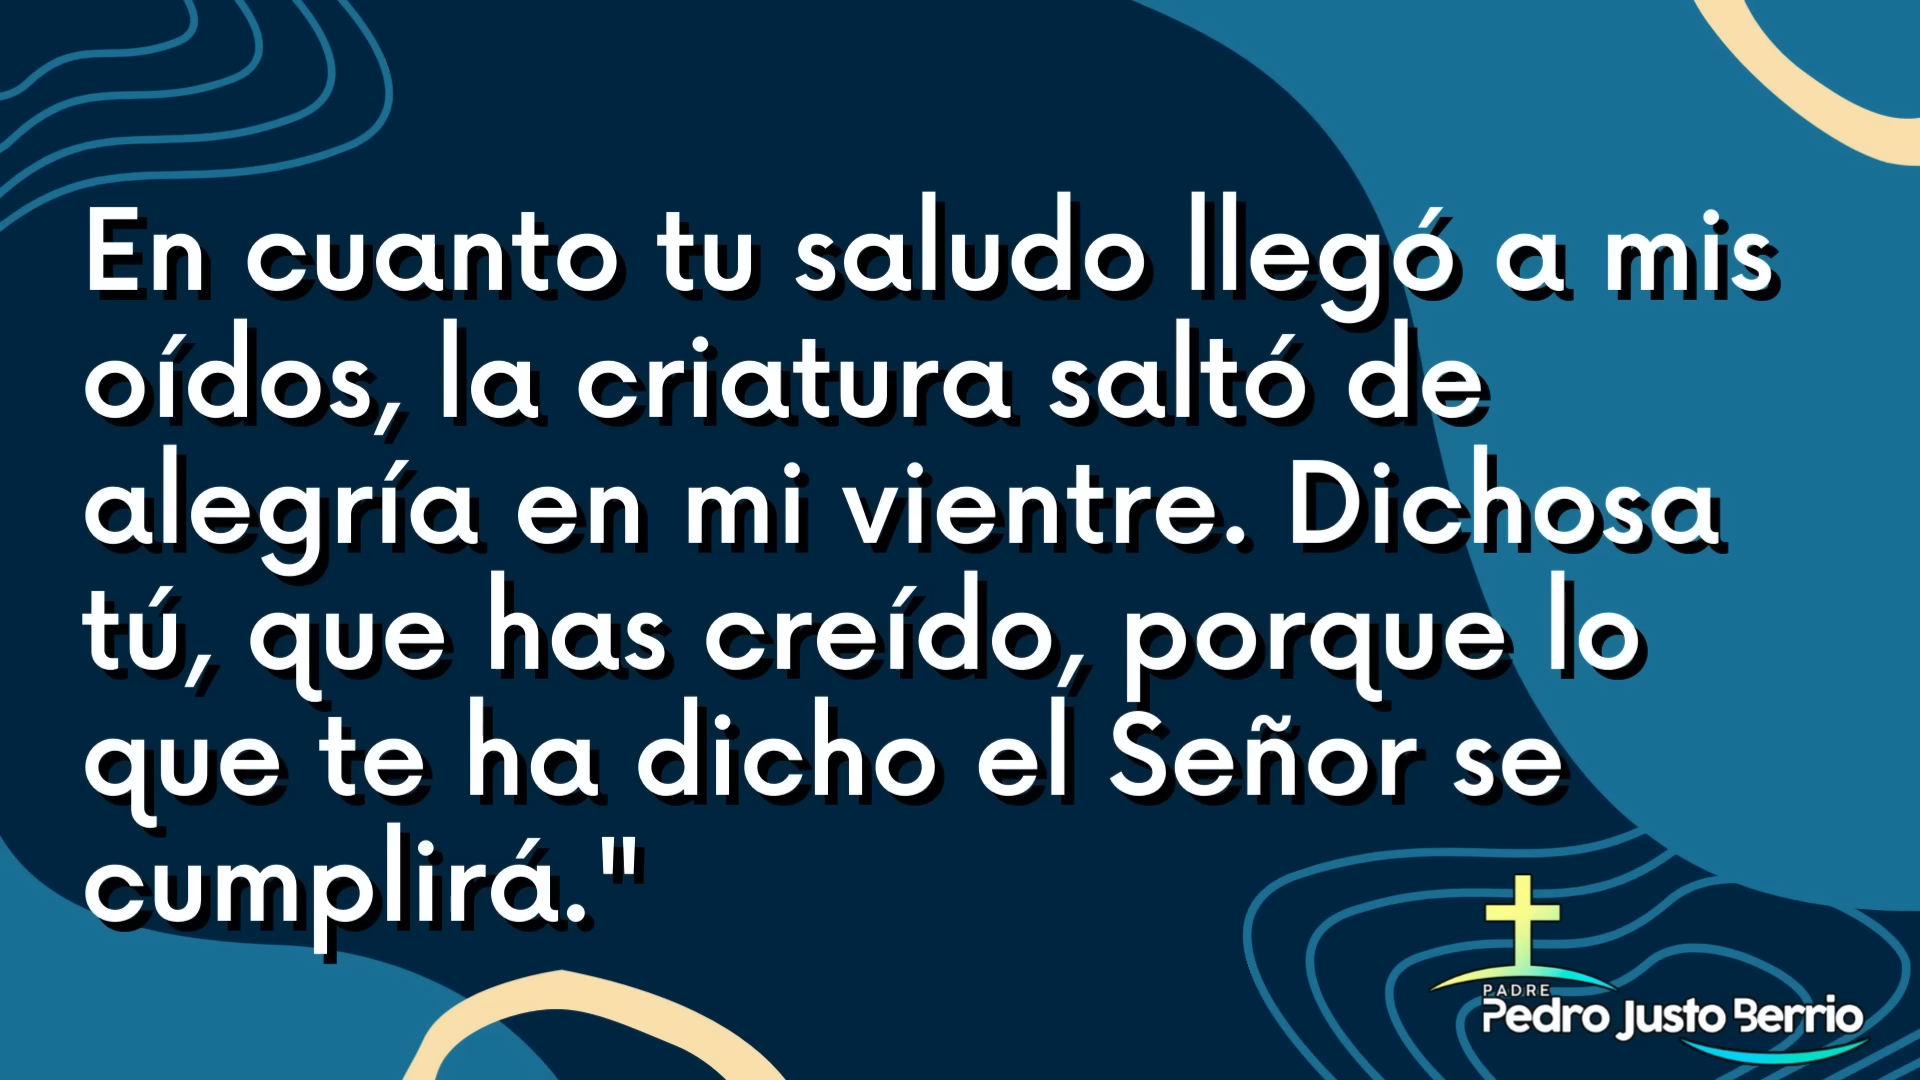 En cuanto tu saludo llegó a mis
oídos, la criatura saltó de
alegría en mi vientre. Dichosa
tú, que has creído, porque lo
que te ha dicho el Señor se
cumplirá."
PADRE
Pedro Justo Berrio